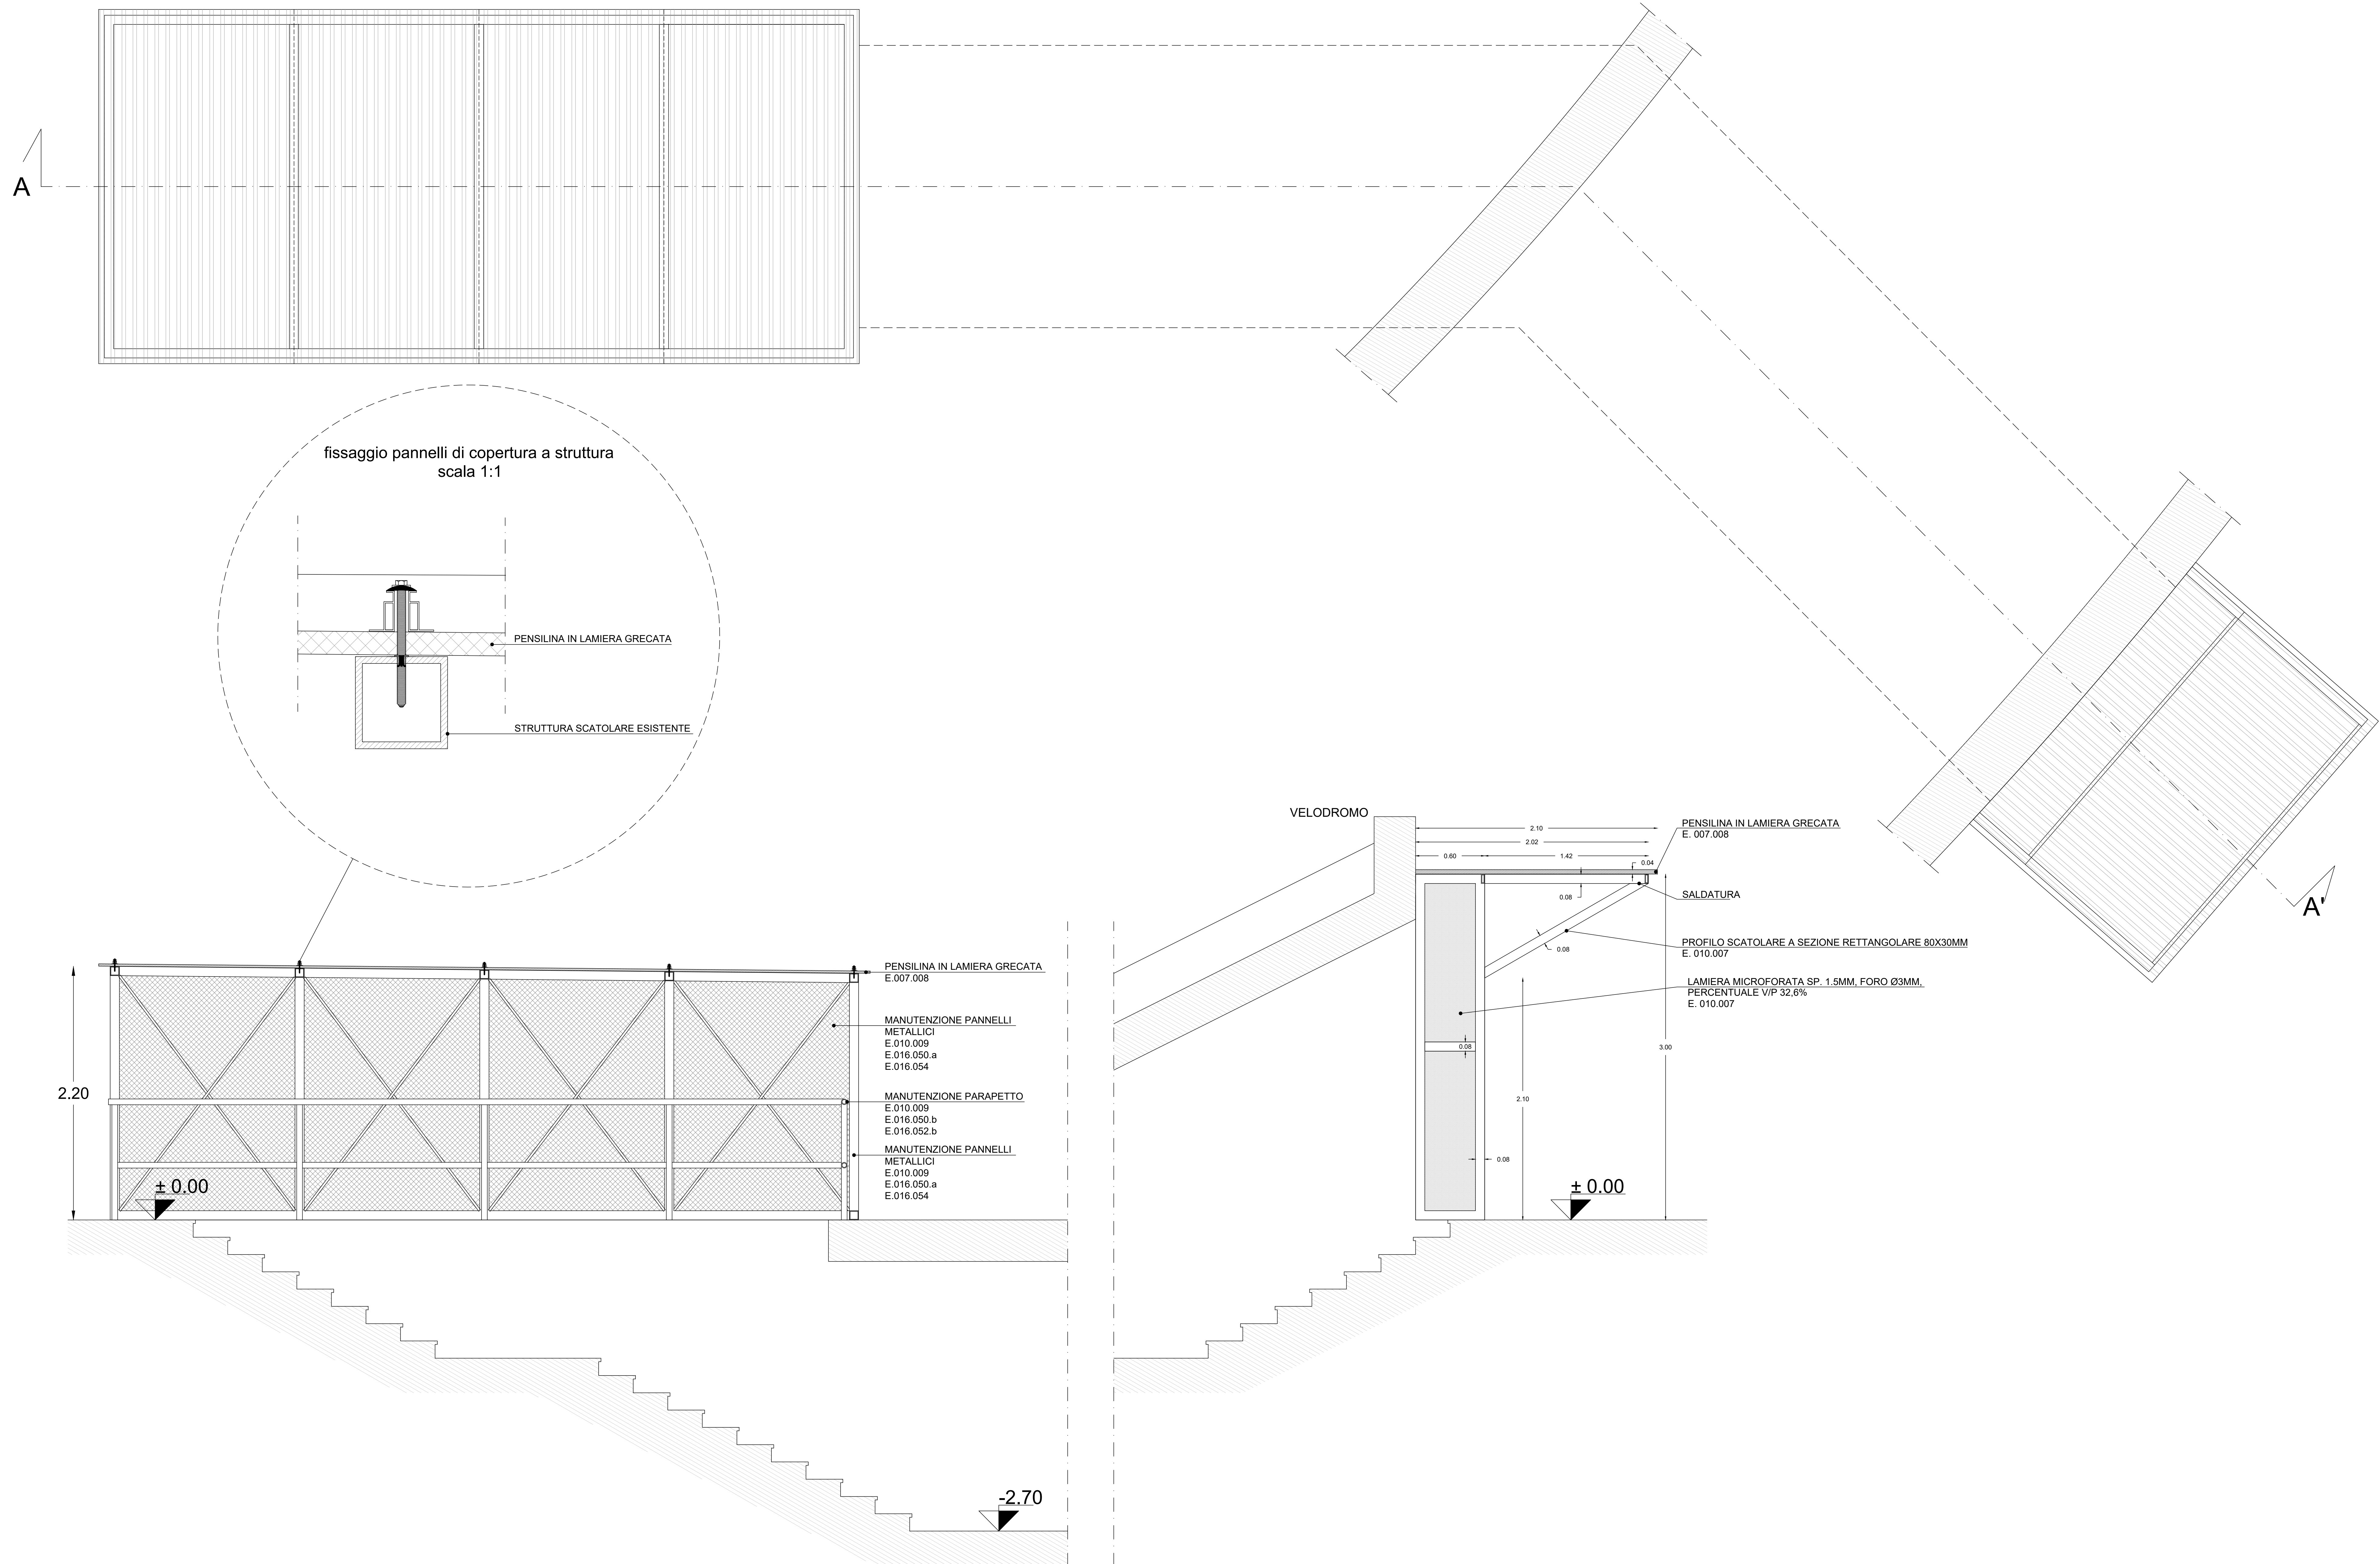 A
fissaggio pannelli di copertura a struttura
scala 1:1
PENSILINA IN LAMIERA GRECATA
STRUTTURA SCATOLARE ESISTENTE
A'
VELODROMO
2.10
2.02
0.60
1.42
0.04
0.08
PENSILINA IN LAMIERA GRECATA
E. 007.008
SALDATURA
PROFILO SCATOLARE A SEZIONE RETTANGOLARE 80X30MM
E. 010.007
0.08
LAMIERA MICROFORATA SP. 1.5MM, FORO Ø3MM,
PERCENTUALE V/P 32,6%
E. 010.007
0.08
3.00
2.10
0.08
± 0.00
PENSILINA IN LAMIERA GRECATA
E.007.008
MANUTENZIONE PANNELLI
METALLICI
E.010.009
E.016.050.a
E.016.054
MANUTENZIONE PARAPETTO
E.010.009
E.016.050.b
E.016.052.b
MANUTENZIONE PANNELLI
METALLICI
E.010.009
E.016.050.a
E.016.054
2.20
± 0.00
-2.70